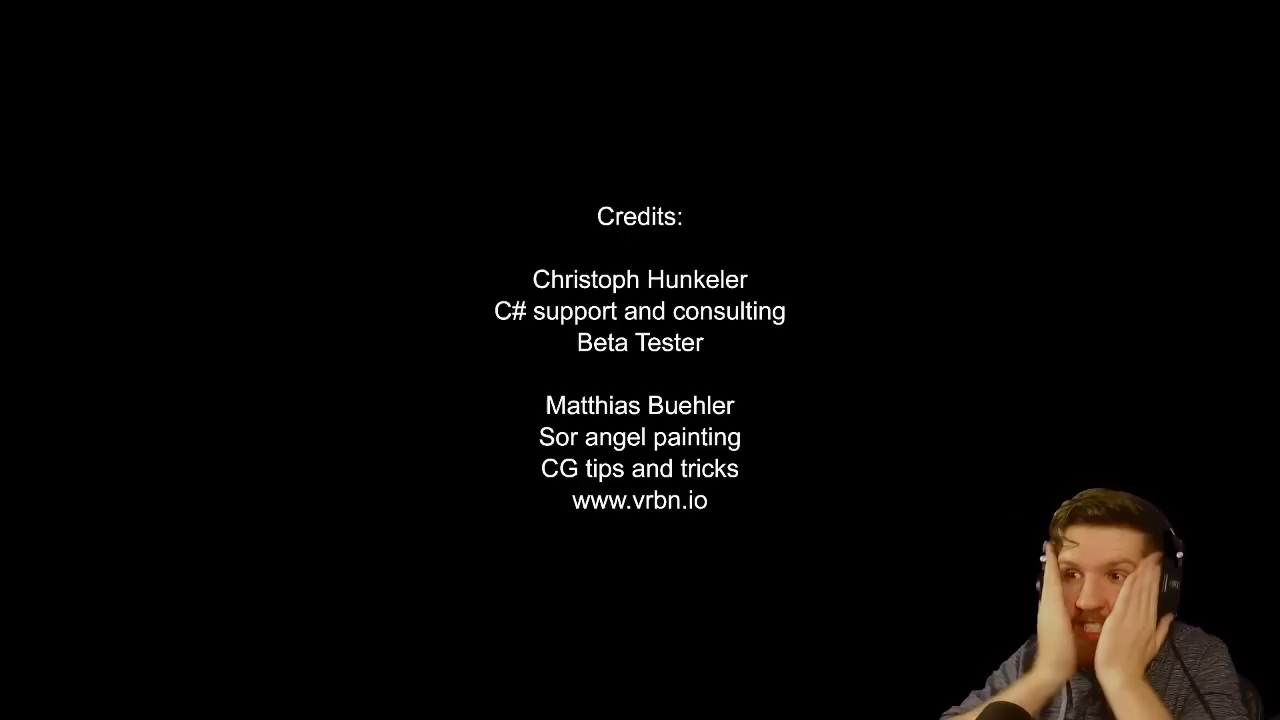 Credits:
Christoph Hunkeler
C# support and consulting
Beta Tester
Matthias Buehler
Sor angel painting
CG tips and tricks
www.vrbn.io